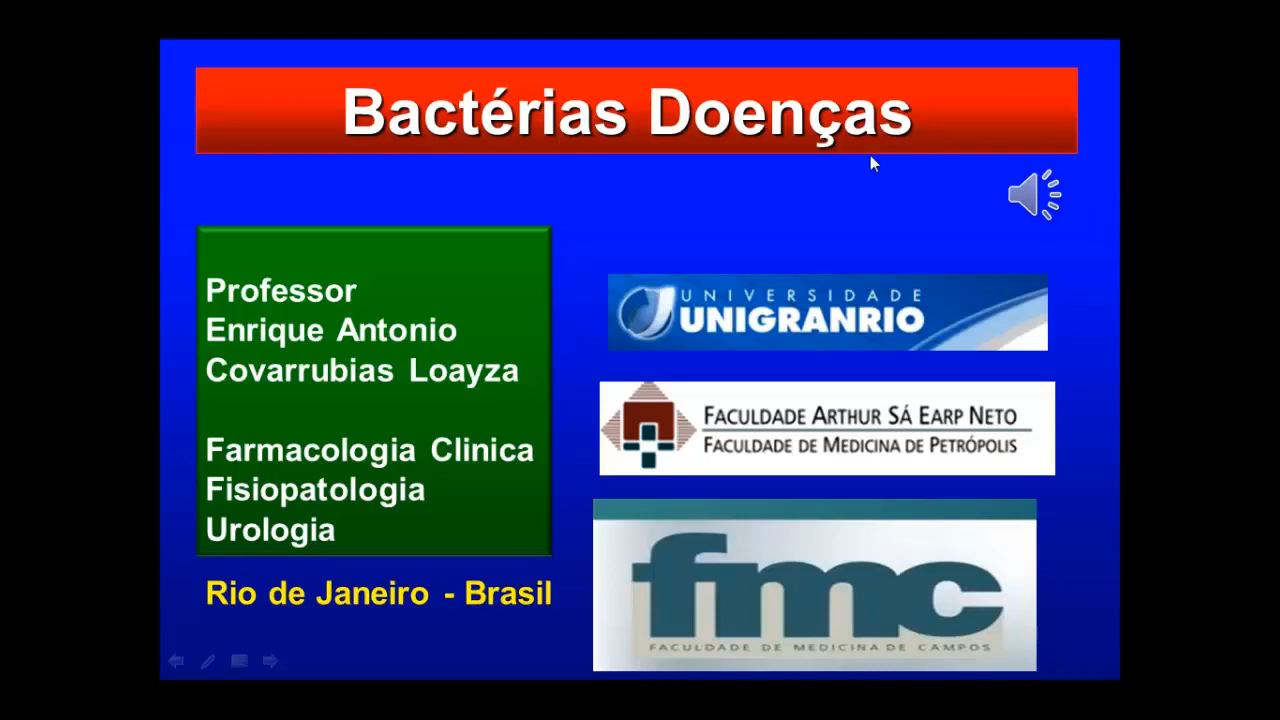 Bactérias Doenças
Professor
Enrique Antonio
Covarrubias Loayza
Farmacologia Clinica
Fisiopatologia
Urologia
Rio de Janeiro - Brasil
UNIVERSIDADE
UNIGRANRIO
FACULDADE ARTHUR SÁ EARP NETO
FACULDADE DE MEDICINA DE PETRÓPOLIS
fmc
FACULDADE DE MEDICINA DE CAMPOS